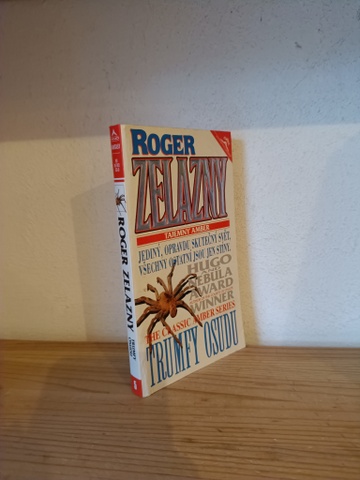 ROGER
ZELAZNY
TAJEMNÝ AMBER
JEDINÝ, OPRAVDU SKUTEČNÝ SVĚT.
VŠECHNY OSTATNÍ JSOU JEN STÍNY.
HUGO
NEBULA
AWARD
WINNER
THE CLASSIC AMBER SERIES
TRUMFY OSUDU
ROGER ZELAZNY
TRUMFY
OSUDU